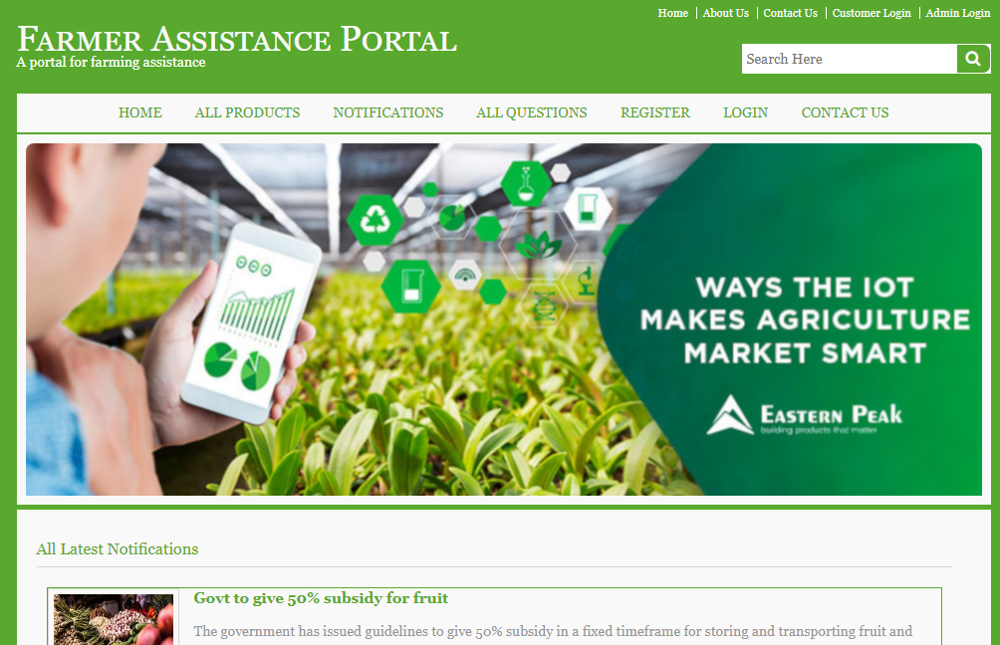 Home | About Us | Contact Us | Customer Login | Admin Login
FARMER ASSISTANCE PORTAL
A portal for farming assistance
Search Here
HOME ALL PRODUCTS NOTIFICATIONS ALL QUESTIONS REGISTER LOGIN CONTACT US
WAYS THE IOT
MAKES AGRICULTURE
MARKET SMART
EASTERN PEAK
building products that matter
All Latest Notifications
Govt to give 50% subsidy for fruit
The government has issued guidelines to give 50% subsidy in a fixed timeframe for storing and transporting fruit and